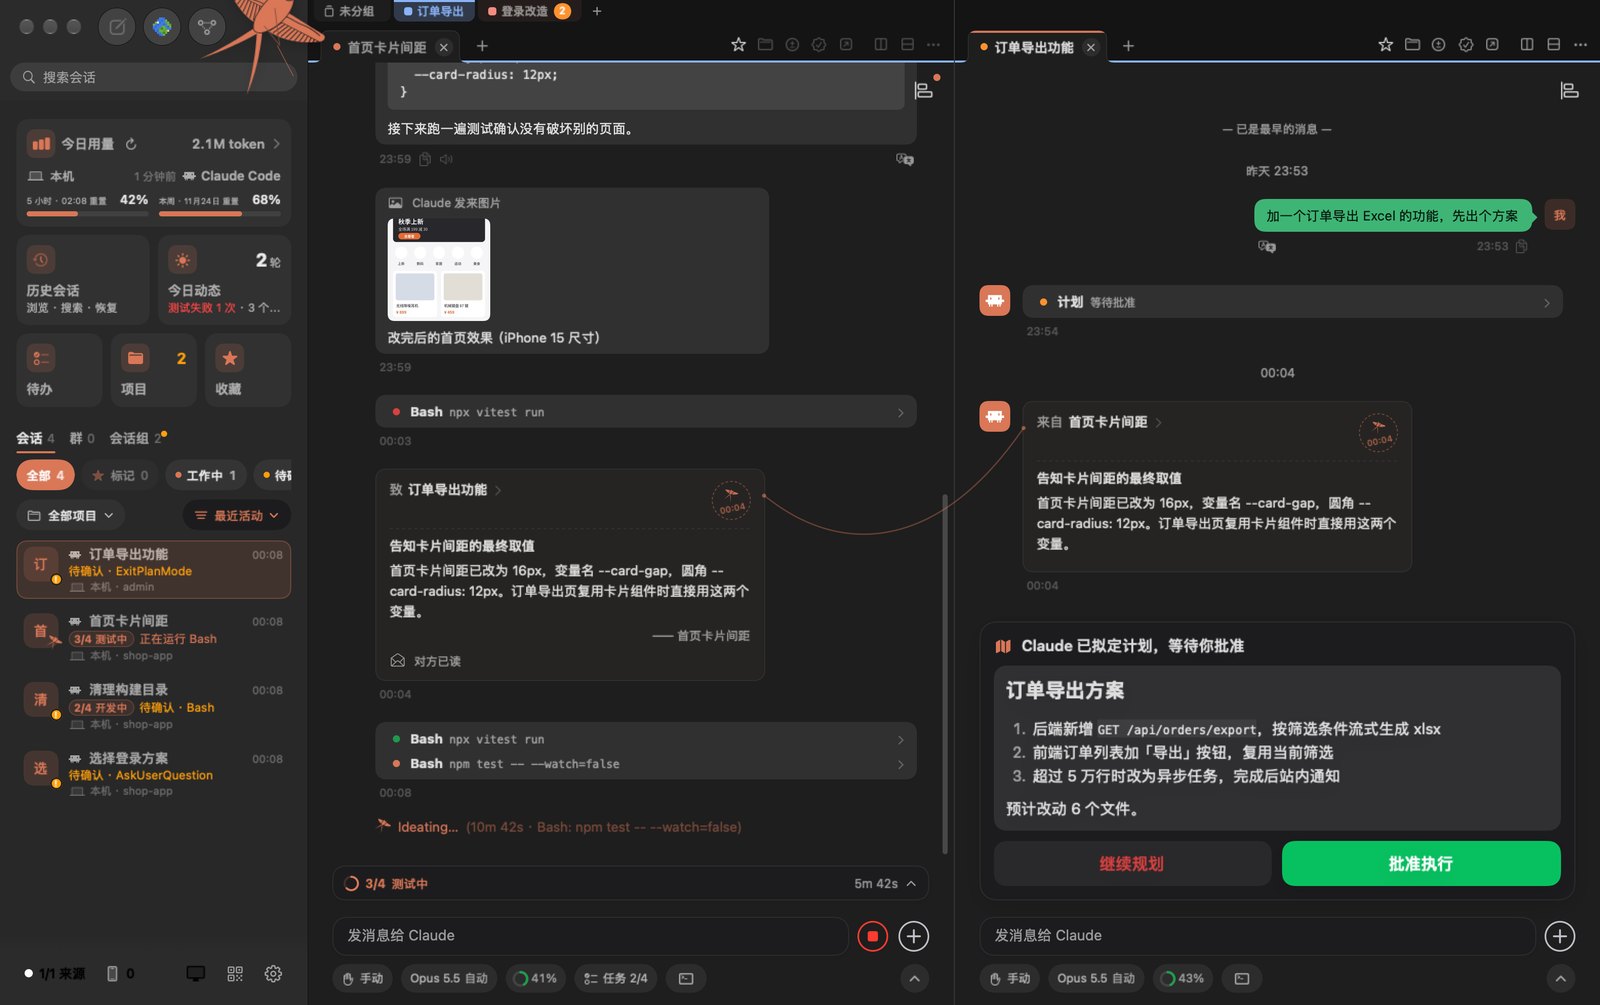 搜索会话
今日用量
2.1M token
本机
1 分钟前
Claude Code
5 小时 · 02:08 重置
42%
本周 · 11月24日 重置
68%
历史会话
浏览 · 搜索 · 恢复
2轮
今日动态
测试失败 1 次 · 3 个...
待办
2
项目
收藏
会话 4
群 0
会话组 2
全部 4
标记 0
工作中 1
全部项目
最近活动
订
订单导出功能
00:08
待确认 · ExitPlanMode
本机 · admin
首
首页卡片间距
00:08
3/4 测试中
正在运行 Bash
本机 · shop-app
清
清理构建目录
00:08
2/4 开发中
待确认 · Bash
本机 · shop-app
选
选择登录方案
00:08
待确认 · AskUserQuestion
本机 · shop-app
1/1 来源
0
未分组
订单导出
登录改造 2
首页卡片间距
--card-radius: 12px;
}
接下来跑一遍测试确认没有破坏别的页面。
23:59
Claude 发来图片
秋季上新
改完后的首页效果（iPhone 15 尺寸）
23:59
Bash npx vitest run
00:03
致 订单导出功能
00:04
告知卡片间距的最终取值
首页卡片间距已改为 16px，变量名 --card-gap，圆角 --
card-radius: 12px。订单导出页复用卡片组件时直接用这两个
变量。
—— 首页卡片间距
对方已读
00:04
Bash npx vitest run
Bash npm test -- --watch=false
00:08
Ideating... (10m 42s · Bash: npm test -- --watch=false)
3/4 测试中
5m 42s
发消息给 Claude
手动
Opus 5.5 自动
41%
任务 2/4
订单导出功能
— 已是最早的消息 —
昨天 23:53
加一个订单导出 Excel 的功能，先出个方案
我
23:53
计划 等待批准
23:54
00:04
来自 首页卡片间距
00:04
告知卡片间距的最终取值
首页卡片间距已改为 16px，变量名 --card-gap，圆角 --
card-radius: 12px。订单导出页复用卡片组件时直接用这两个
变量。
00:04
Claude 已拟定计划，等待你批准
订单导出方案
1. 后端新增 GET /api/orders/export，按筛选条件流式生成 xlsx
2. 前端订单列表加「导出」按钮，复用当前筛选
3. 超过 5 万行时改为异步任务，完成后站内通知
预计改动 6 个文件。
继续规划
批准执行
发消息给 Claude
手动
Opus 5.5 自动
43%